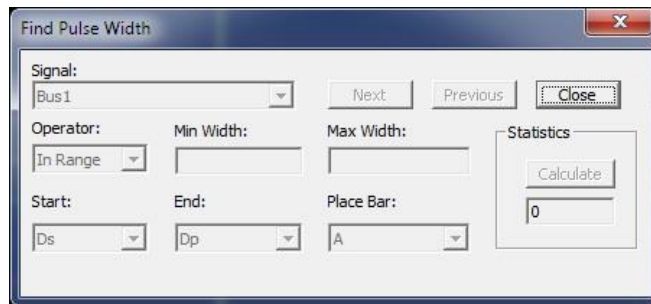 Find Pulse Width
Signal:
Bus1
Next
Previous
Close
Operator:
Min Width:
Max Width:
Statistics
In Range
Calculate
0
Start:
End:
Place Bar:
Ds
Dp
A